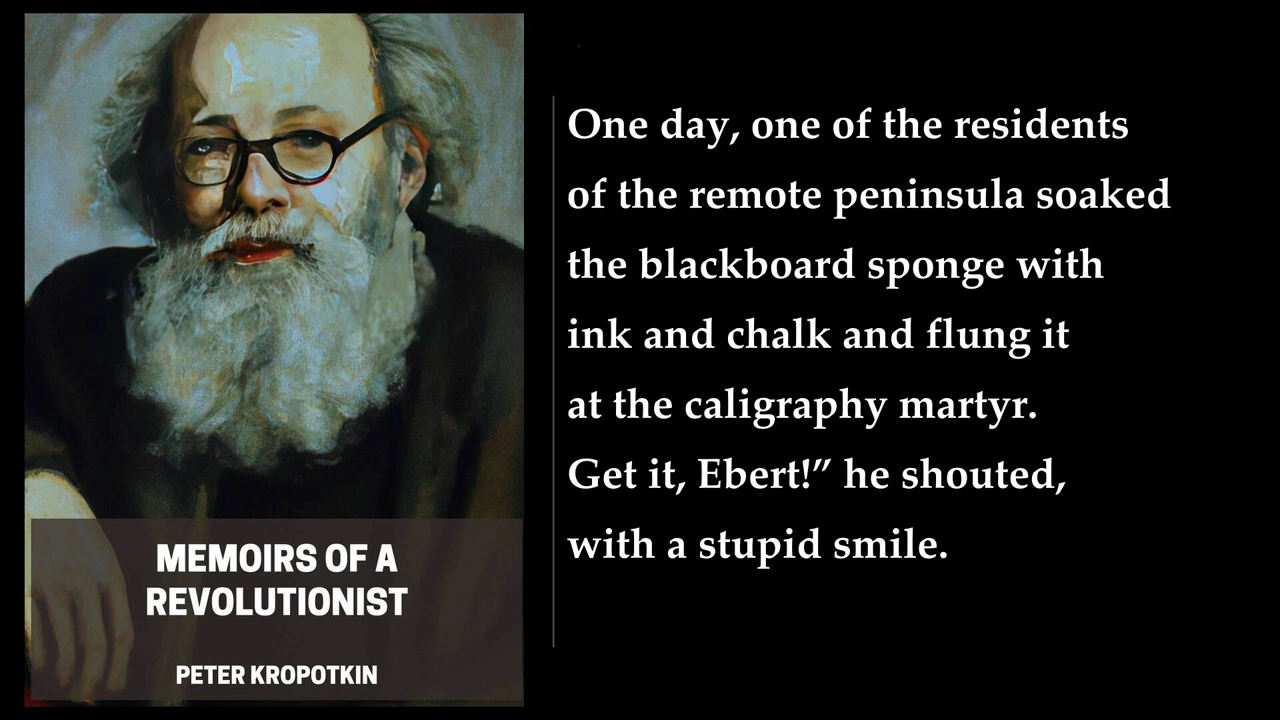 MEMOIRS OF A
REVOLUTIONIST
PETER KROPOTKIN
One day, one of the residents
of the remote peninsula soaked
the blackboard sponge with
ink and chalk and flung it
at the caligraphy martyr.
Get it, Ebert!” he shouted,
with a stupid smile.